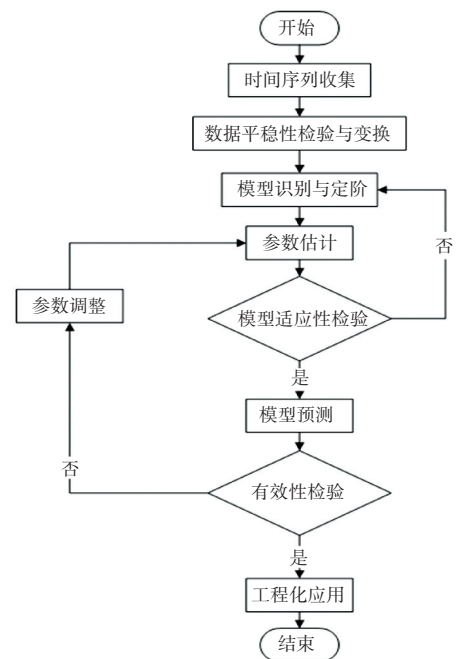 开始
时间序列收集
数据平稳性检验与变换
模型识别与定阶
参数估计
否
参数调整
模型适应性检验
是
模型预测
否
有效性检验
是
工程化应用
结束